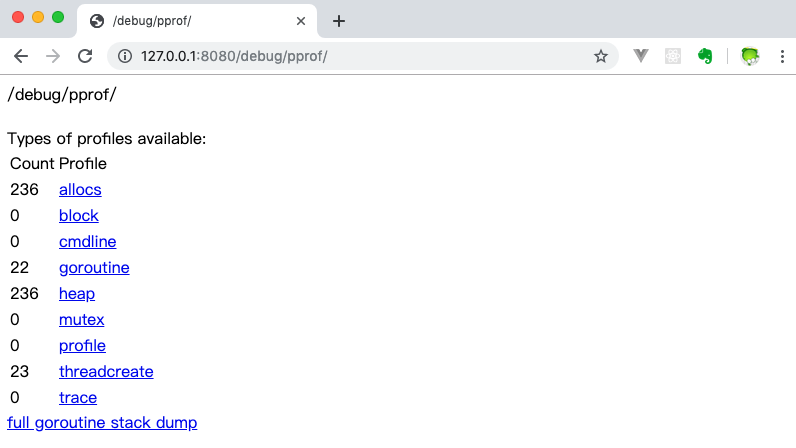 /debug/pprof/
127.0.0.1:8080/debug/pprof/
/debug/pprof/
Types of profiles available:
Count Profile
236 allocs
0 block
0 cmdline
22 goroutine
236 heap
0 mutex
0 profile
23 threadcreate
0 trace
full goroutine stack dump